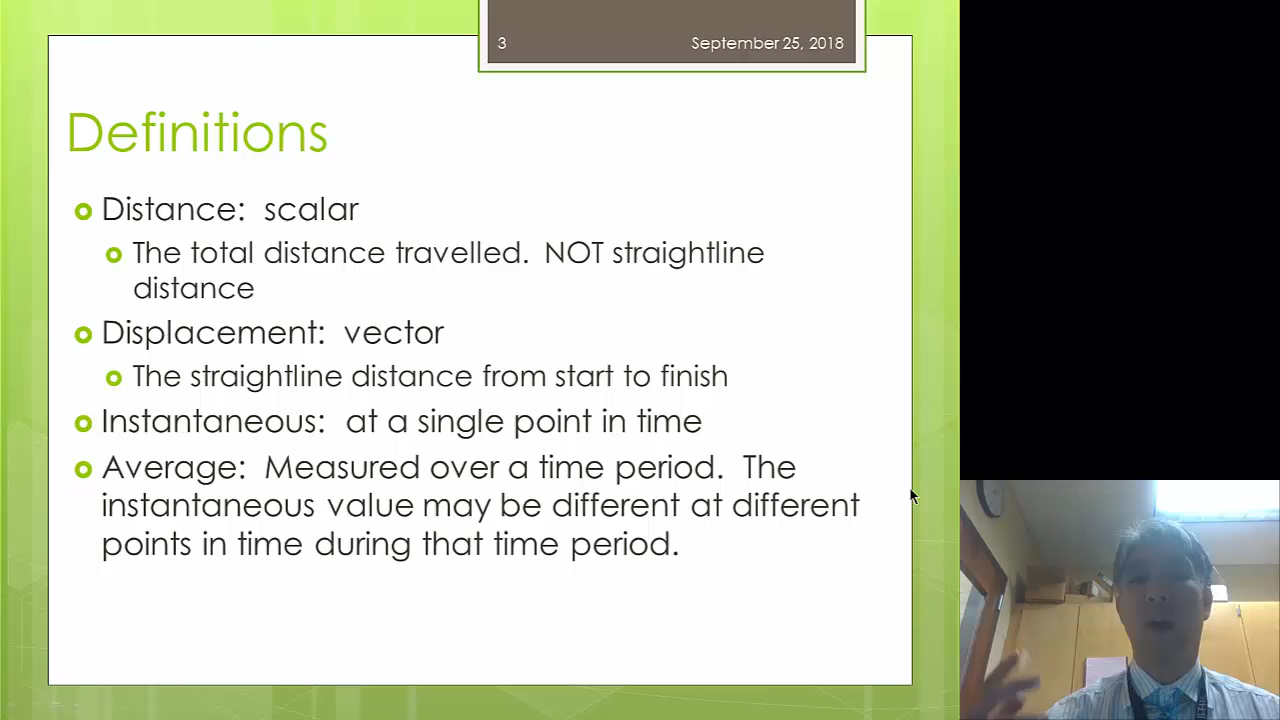 3
September 25, 2018
Definitions
Distance:  scalar
The total distance travelled.  NOT straightline
distance
Displacement:  vector
The straightline distance from start to finish
Instantaneous:  at a single point in time
Average:  Measured over a time period.  The
instantaneous value may be different at different
points in time during that time period.